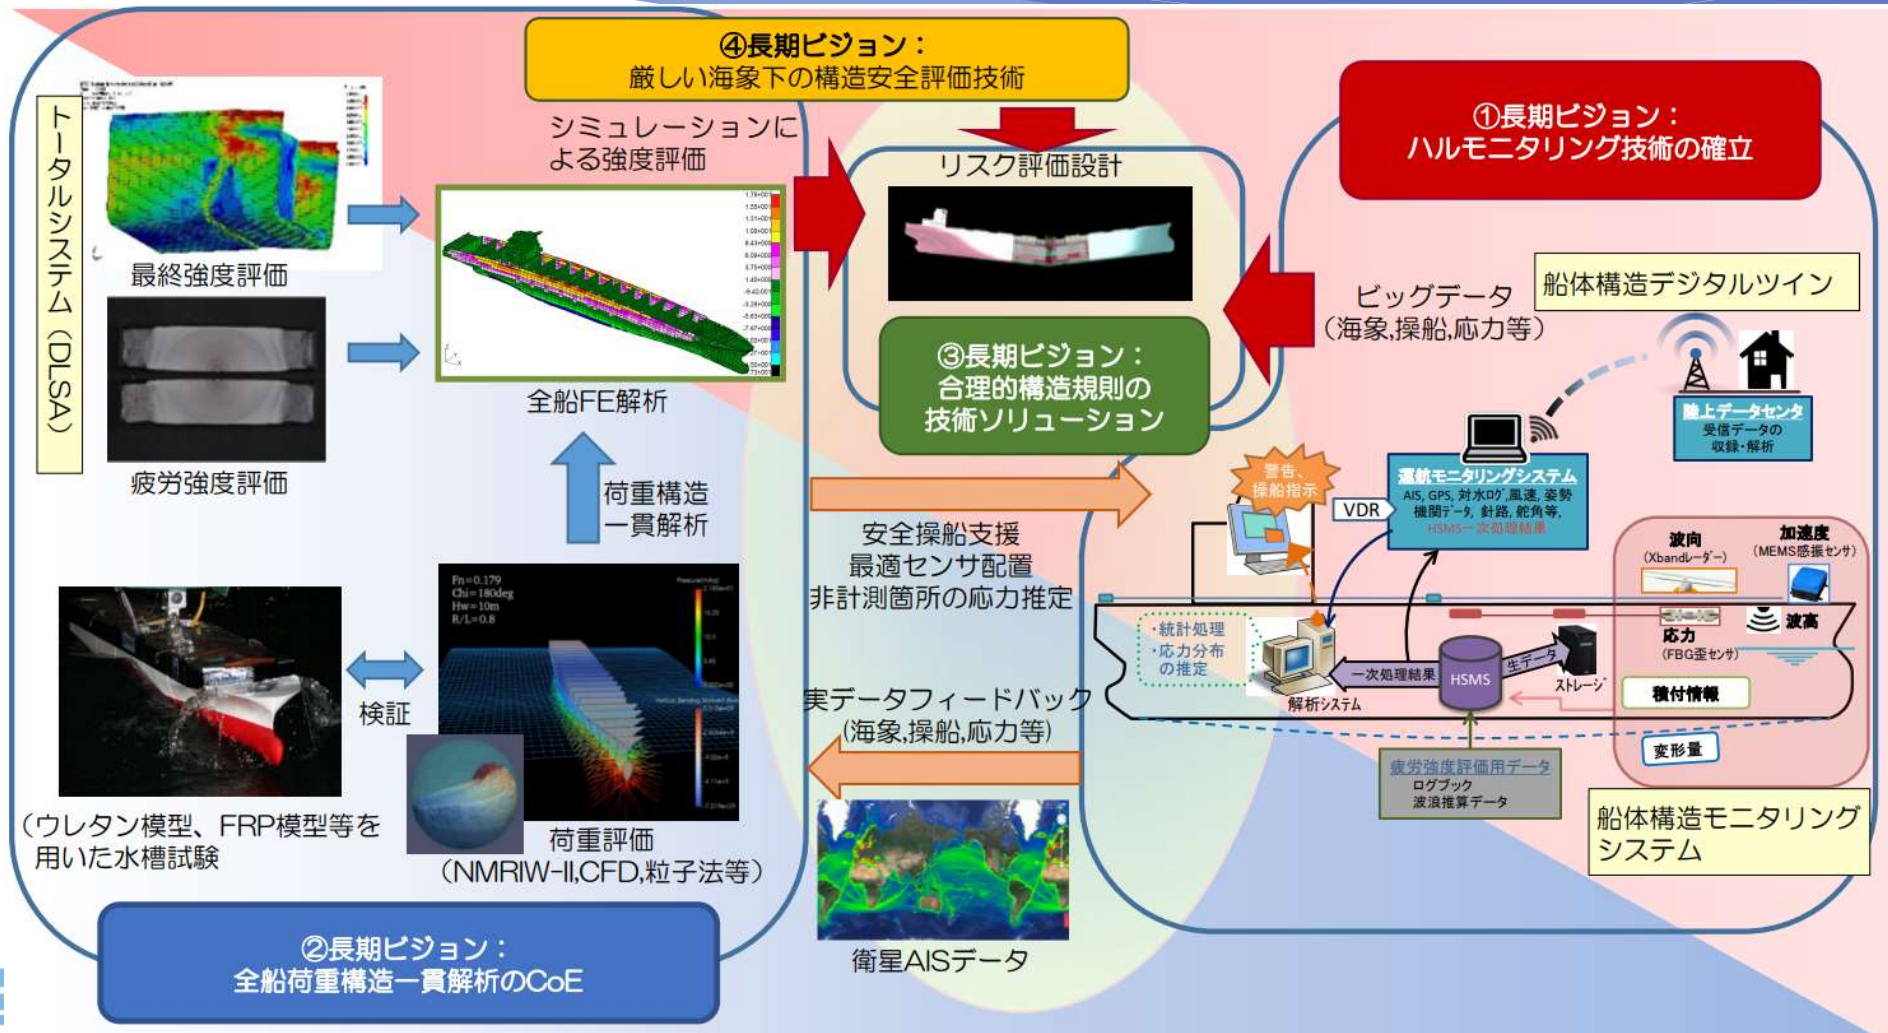 ④長期ビジョン：
厳しい海象下の構造安全評価技術
①長期ビジョン：
ハルモニタリング技術の確立
トータルシステム（DLSA）
最終強度評価
疲労強度評価
シミュレーションに
よる強度評価
1.55+001
1.31+001
1.08+001
全船FE解析
荷重構造
一貫解析
リスク評価設計
③長期ビジョン：
合理的構造規則の
技術ソリューション
ビッグデータ
（海象,操船,応力等）
船体構造デジタルツイン
陸上データセンタ
受信データの
収録・解析
運航モニタリングシステム
AIS, GPS, 対水ログ,風速, 姿勢
機関データ, 針路, 舵角等,
HSMS一次処理結果
VDR
警告、
操船指示
安全操船支援
最適センサ配置
非計測箇所の応力推定
波向
(Xbandレーダー)
加速度
(MEMS感振センサ)
応力
(FBG歪センサ)
波高
・統計処理
・応力分布
の推定
解析システム
一次処理結果
HSMS
生データ
ストレージ
積付情報
変形量
疲労強度評価用データ
ログブック
波浪推算データ
船体構造モニタリング
システム
実データフィードバック
(海象,操船,応力等)
衛星AISデータ
Fn=0.179
Chi=180deg
Hw=10m
R/L=0.8
検証
（ウレタン模型、FRP模型等を
用いた水槽試験
荷重評価
（NMRIW-II,CFD,粒子法等）
②長期ビジョン：
全船荷重構造一貫解析のCoE